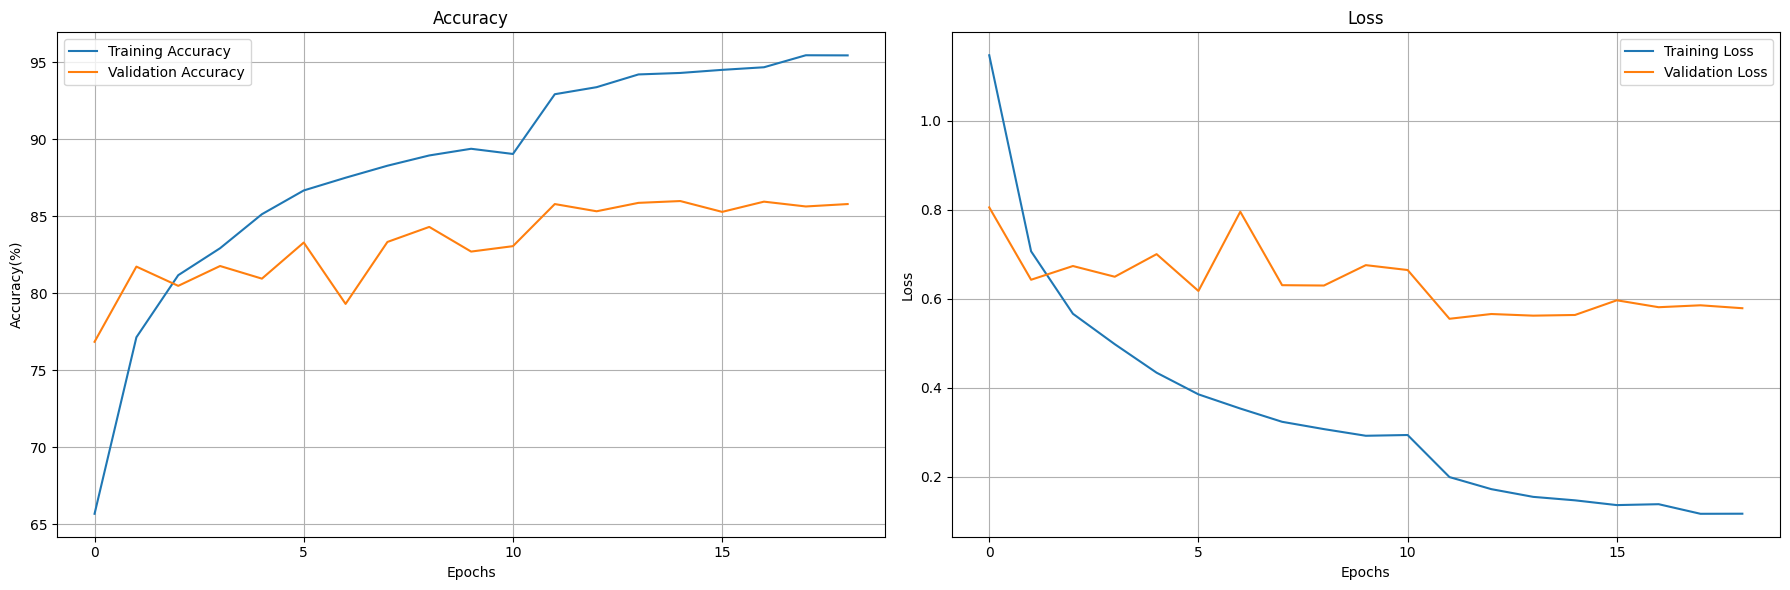 Accuracy
Training Accuracy
Validation Accuracy
95
90
85
80
75
70
65
Accuracy(%)
0
5
10
15
Epochs
Loss
Training Loss
Validation Loss
1.0
0.8
0.6
0.4
0.2
Loss
0
5
10
15
Epochs